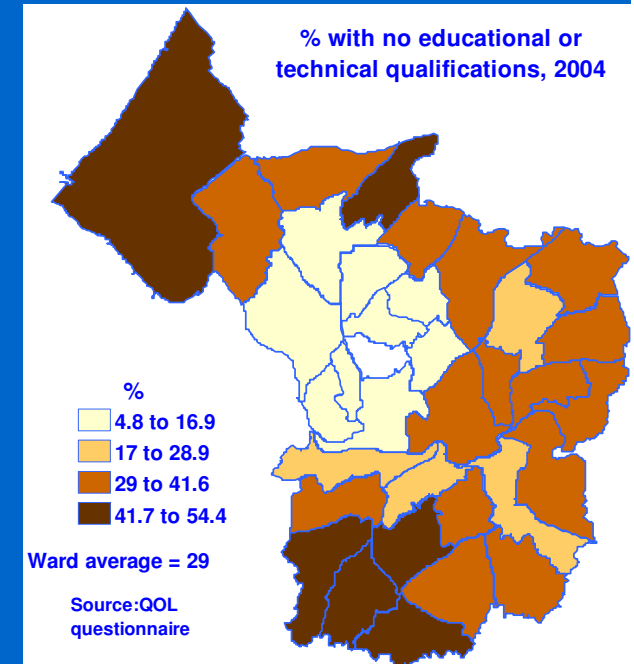 % with no educational or
technical qualifications, 2004
%
4.8 to 16.9
17 to 28.9
29 to 41.6
41.7 to 54.4
Ward average = 29
Source:QOL
questionnaire